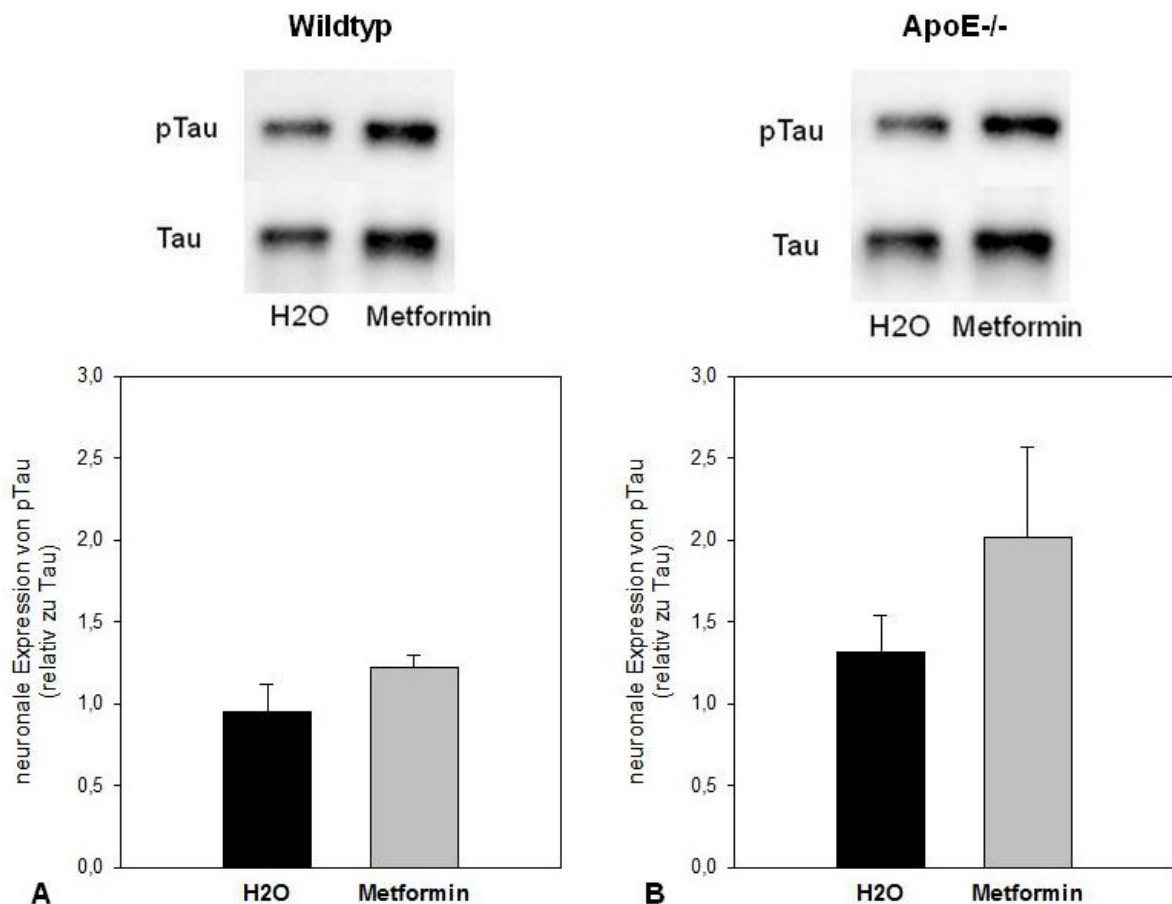 Wildtyp
pTau
Tau
H2O Metformin
neuronale Expression von pTau
(relativ zu Tau)
3,0
2,5
2,0
1,5
1,0
0,5
0,0
H2O Metformin
A
ApoE-/-
pTau
Tau
H2O Metformin
neuronale Expression von pTau
(relativ zu Tau)
3,0
2,5
2,0
1,5
1,0
0,5
0,0
H2O Metformin
B